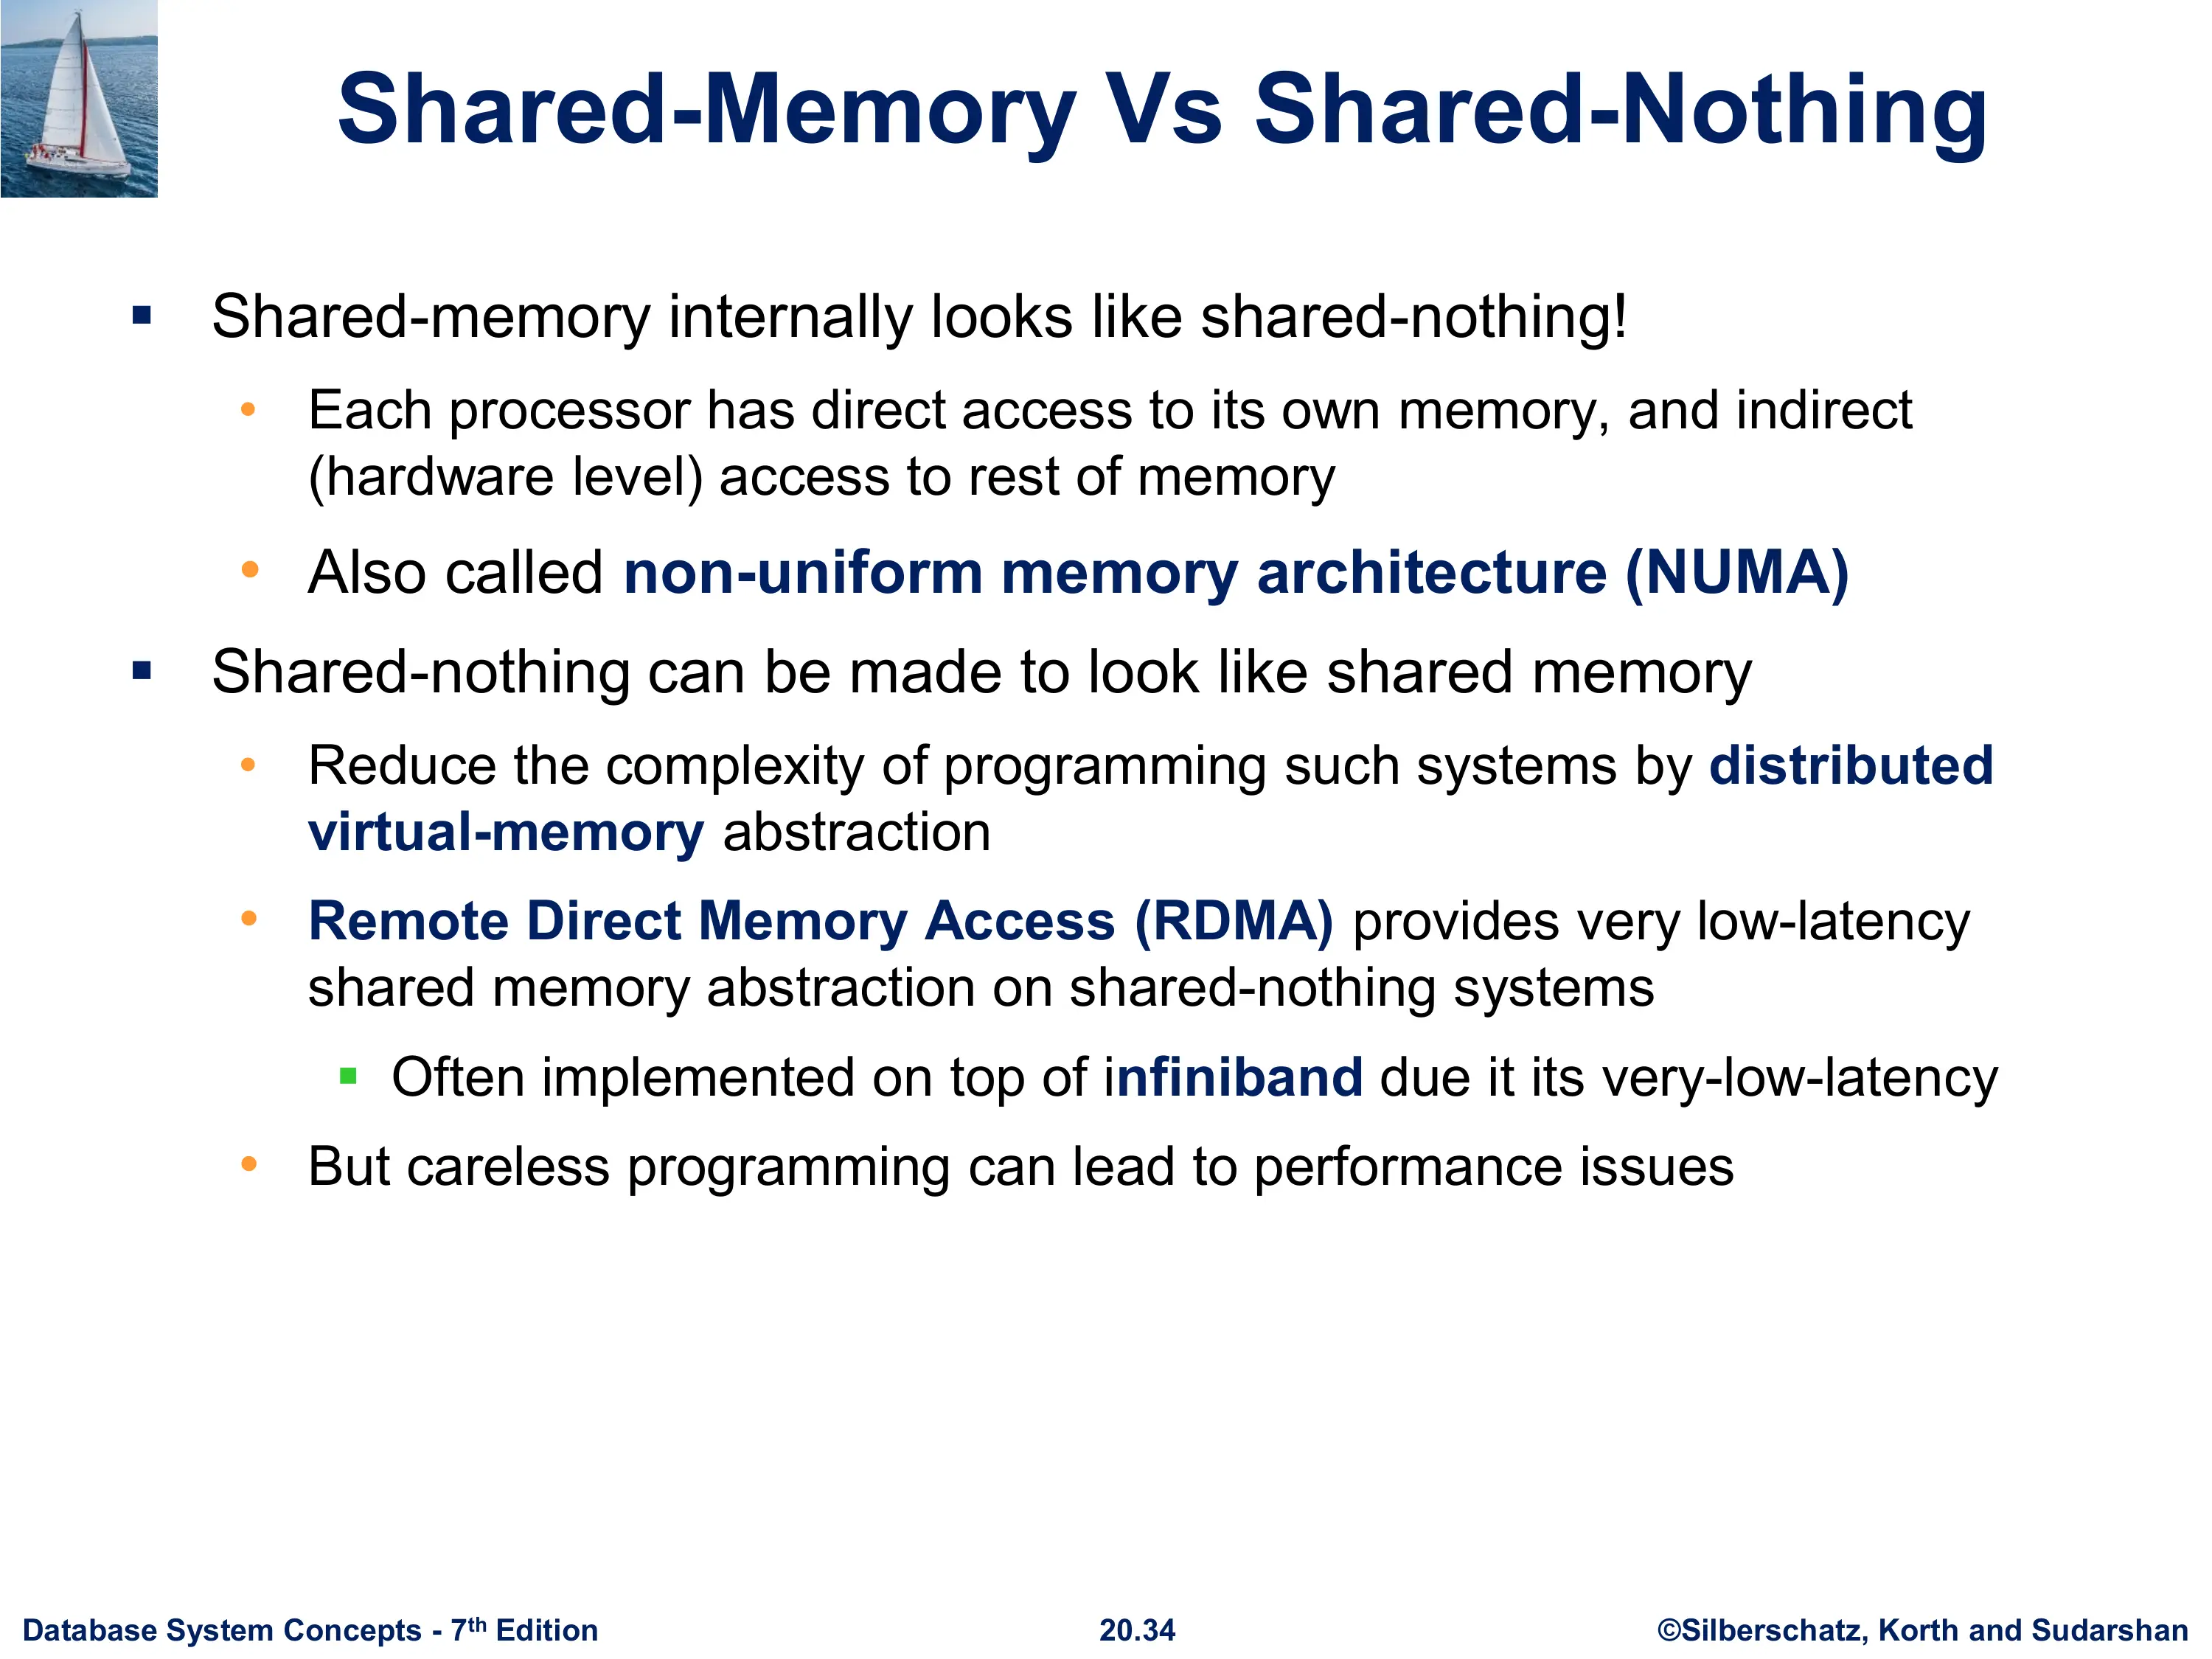 Shared-Memory Vs Shared-Nothing
▪ Shared-memory internally looks like shared-nothing!
• Each processor has direct access to its own memory, and indirect
(hardware level) access to rest of memory
• Also called non-uniform memory architecture (NUMA)
▪ Shared-nothing can be made to look like shared memory
• Reduce the complexity of programming such systems by distributed
virtual-memory abstraction
• Remote Direct Memory Access (RDMA) provides very low-latency
shared memory abstraction on shared-nothing systems
▪ Often implemented on top of infiniband due it its very-low-latency
• But careless programming can lead to performance issues
Database System Concepts - 7th Edition
20.34
©Silberschatz, Korth and Sudarshan